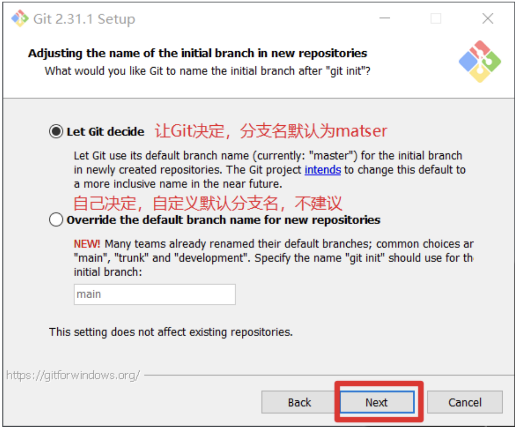 Git 2.31.1 Setup
Adjusting the name of the initial branch in new repositories
What would you like Git to name the initial branch after "git init"?
Let Git decide 让Git决定，分支名默认为matser
Let Git use its default branch name (currently: "master") for the initial branch
in newly created repositories. The Git project intends to change this default to
a more inclusive name in the near future.
自己决定，自定义默认分支名，不建议
Override the default branch name for new repositories
NEW! Many teams already renamed their default branches; common choices ar
"main", "trunk" and "development". Specify the name "git init" should use for th
initial branch:
main
This setting does not affect existing repositories.
https://gitforwindows.org/
Back Next Cancel